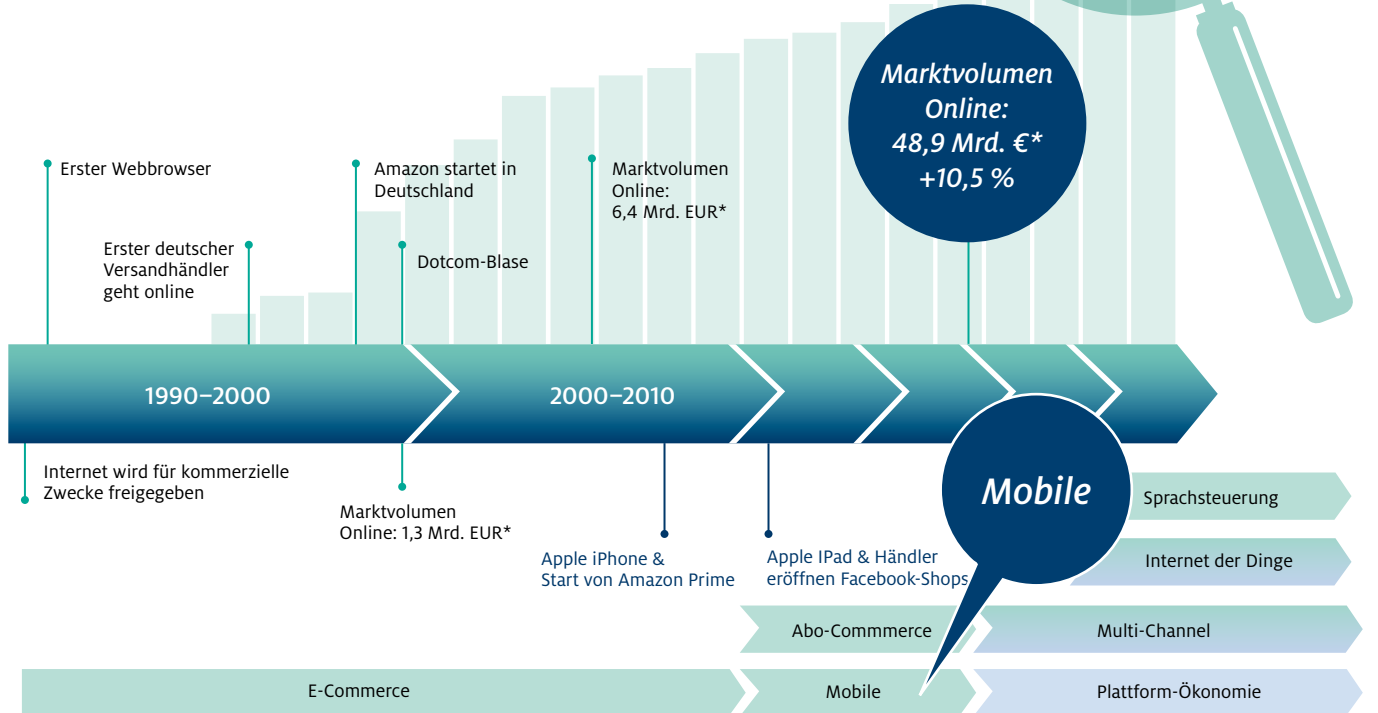 Marktvolumen
Online:
48,9 Mrd. €*
+10,5 %
Erster Webbrowser
Amazon startet in
Deutschland
Marktvolumen
Online:
6,4 Mrd. EUR*
Erster deutscher
Versandhändler
geht online
Dotcom-Blase
1990–2000
2000–2010
Internet wird für kommerzielle
Zwecke freigegeben
Marktvolumen
Online: 1,3 Mrd. EUR*
Apple iPhone &
Start von Amazon Prime
Apple IPad & Händler
eröffnen Facebook-Shops
Mobile
Sprachsteuerung
Internet der Dinge
Abo-Commmerce
Multi-Channel
E-Commerce
Mobile
Plattform-Ökonomie